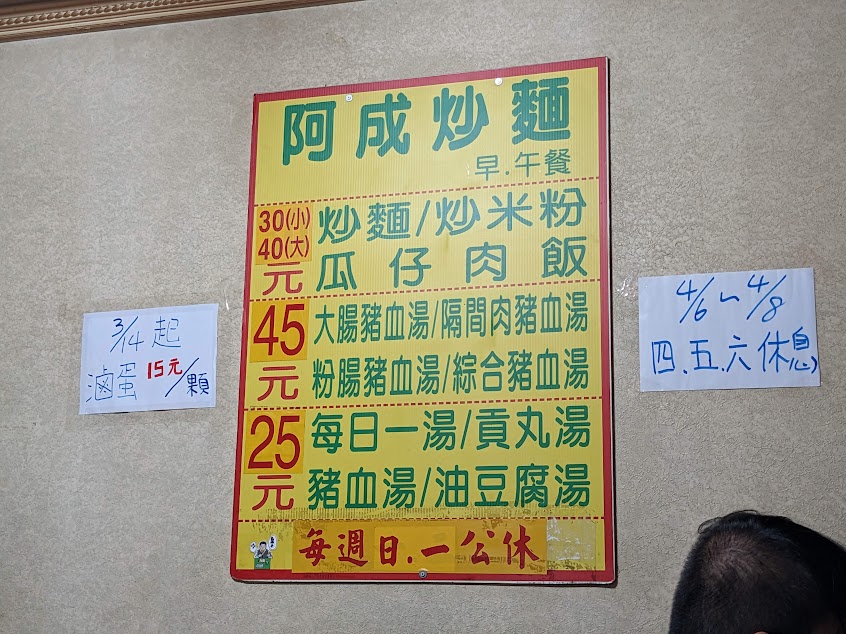 阿成炒麵
早.午餐
30(小)
40(大)
元
炒麵/炒米粉
瓜仔肉飯
45
元
大腸豬血湯/隔間肉豬血湯
粉腸豬血湯/綜合豬血湯
25
元
每日一湯/貢丸湯
豬血湯/油豆腐湯
每週日.一公休
3/14起
滷蛋15元/顆
4/6~4/8
四.五.六休息